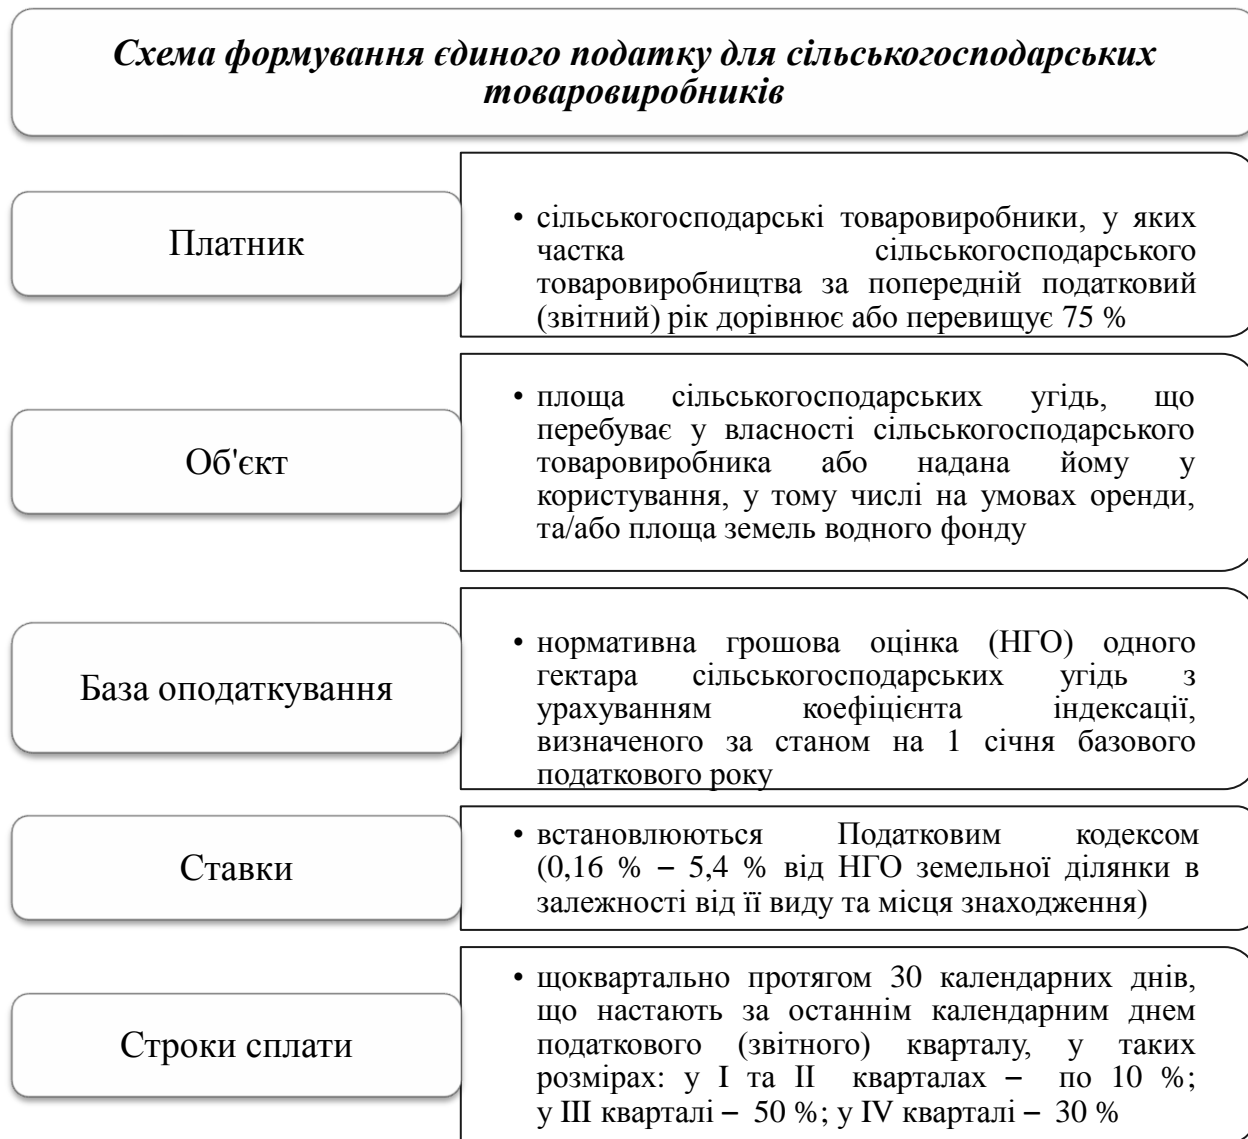 Схема формування єдиного податку для сільськогосподарських
товаровиробників
Платник
• сільськогосподарські товаровиробники, у яких
частка сільськогосподарського
товаровиробництва за попередній податковий
(звітний) рік дорівнює або перевищує 75 %
Об'єкт
• площа сільськогосподарських угідь, що
перебуває у власності сільськогосподарського
товаровиробника або надана йому у
користування, у тому числі на умовах оренди,
та/або площа земель водного фонду
База оподаткування
• нормативна грошова оцінка (НГО) одного
гектара сільськогосподарських угідь з
урахуванням коефіцієнта індексації,
визначеного за станом на 1 січня базового
податкового року
Ставки
• встановлюються Податковим кодексом
(0,16 % – 5,4 % від НГО земельної ділянки в
залежності від її виду та місця знаходження)
Строки сплати
• щоквартально протягом 30 календарних днів,
що настають за останнім календарним днем
податкового (звітного) кварталу, у таких
розмірах: у I та II кварталах – по 10 %;
у III кварталі – 50 %; у IV кварталі – 30 %